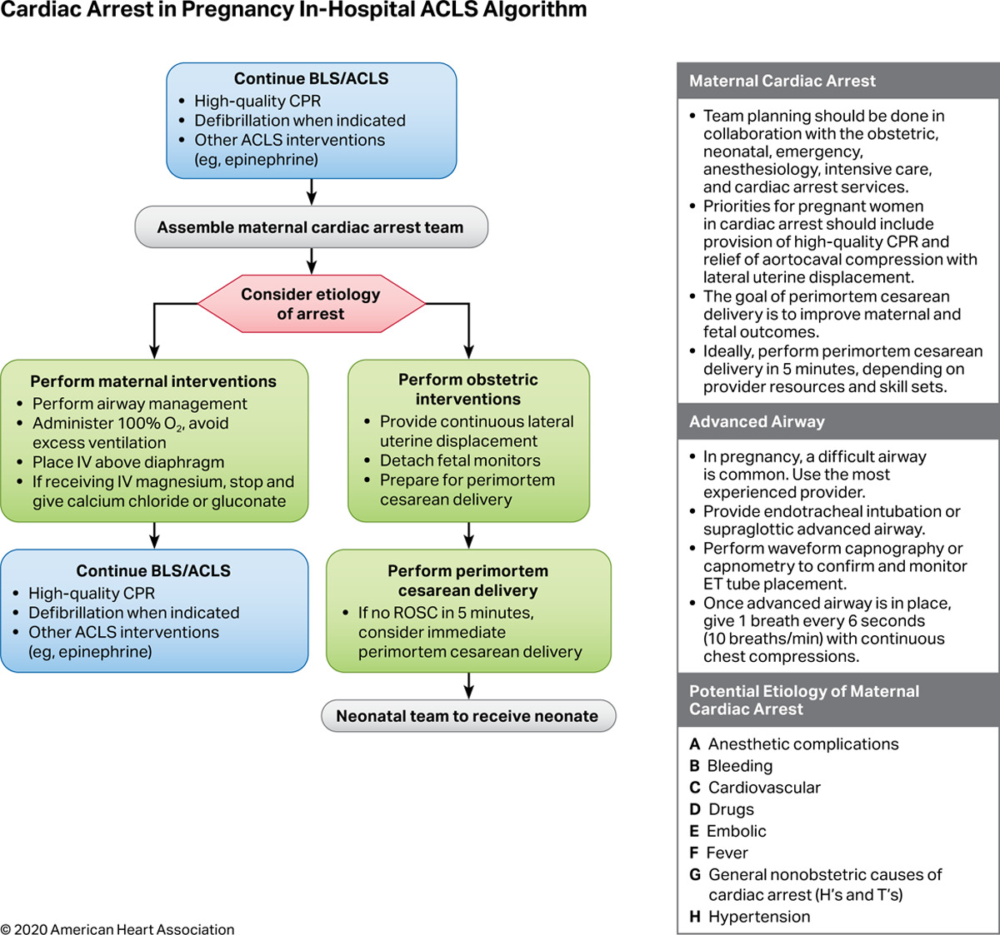 Cardiac Arrest in Pregnancy In-Hospital ACLS Algorithm
Continue BLS/ACLS
• High-quality CPR
• Defibrillation when indicated
• Other ACLS interventions
(eg, epinephrine)
Assemble maternal cardiac arrest team
Consider etiology
of arrest
Perform maternal interventions
• Perform airway management
• Administer 100% O₂, avoid
excess ventilation
• Place IV above diaphragm
• If receiving IV magnesium, stop and
give calcium chloride or gluconate
Continue BLS/ACLS
• High-quality CPR
• Defibrillation when indicated
• Other ACLS interventions
(eg, epinephrine)
Perform obstetric
interventions
• Provide continuous lateral
uterine displacement
• Detach fetal monitors
• Prepare for perimortem
cesarean delivery
Perform perimortem
cesarean delivery
• If no ROSC in 5 minutes,
consider immediate
perimortem cesarean delivery
Neonatal team to receive neonate
Maternal Cardiac Arrest
• Team planning should be done in
collaboration with the obstetric,
neonatal, emergency,
anesthesiology, intensive care,
and cardiac arrest services.
• Priorities for pregnant women
in cardiac arrest should include
provision of high-quality CPR and
relief of aortocaval compression with
lateral uterine displacement.
• The goal of perimortem cesarean
delivery is to improve maternal and
fetal outcomes.
• Ideally, perform perimortem cesarean
delivery in 5 minutes, depending on
provider resources and skill sets.
Advanced Airway
• In pregnancy, a difficult airway
is common. Use the most
experienced provider.
• Provide endotracheal intubation or
supraglottic advanced airway.
• Perform waveform capnography or
capnometry to confirm and monitor
ET tube placement.
• Once advanced airway is in place,
give 1 breath every 6 seconds
(10 breaths/min) with continuous
chest compressions.
Potential Etiology of Maternal
Cardiac Arrest
A Anesthetic complications
B Bleeding
C Cardiovascular
D Drugs
E Embolic
F Fever
G General nonobstetric causes of
cardiac arrest (H's and T's)
H Hypertension
© 2020 American Heart Association